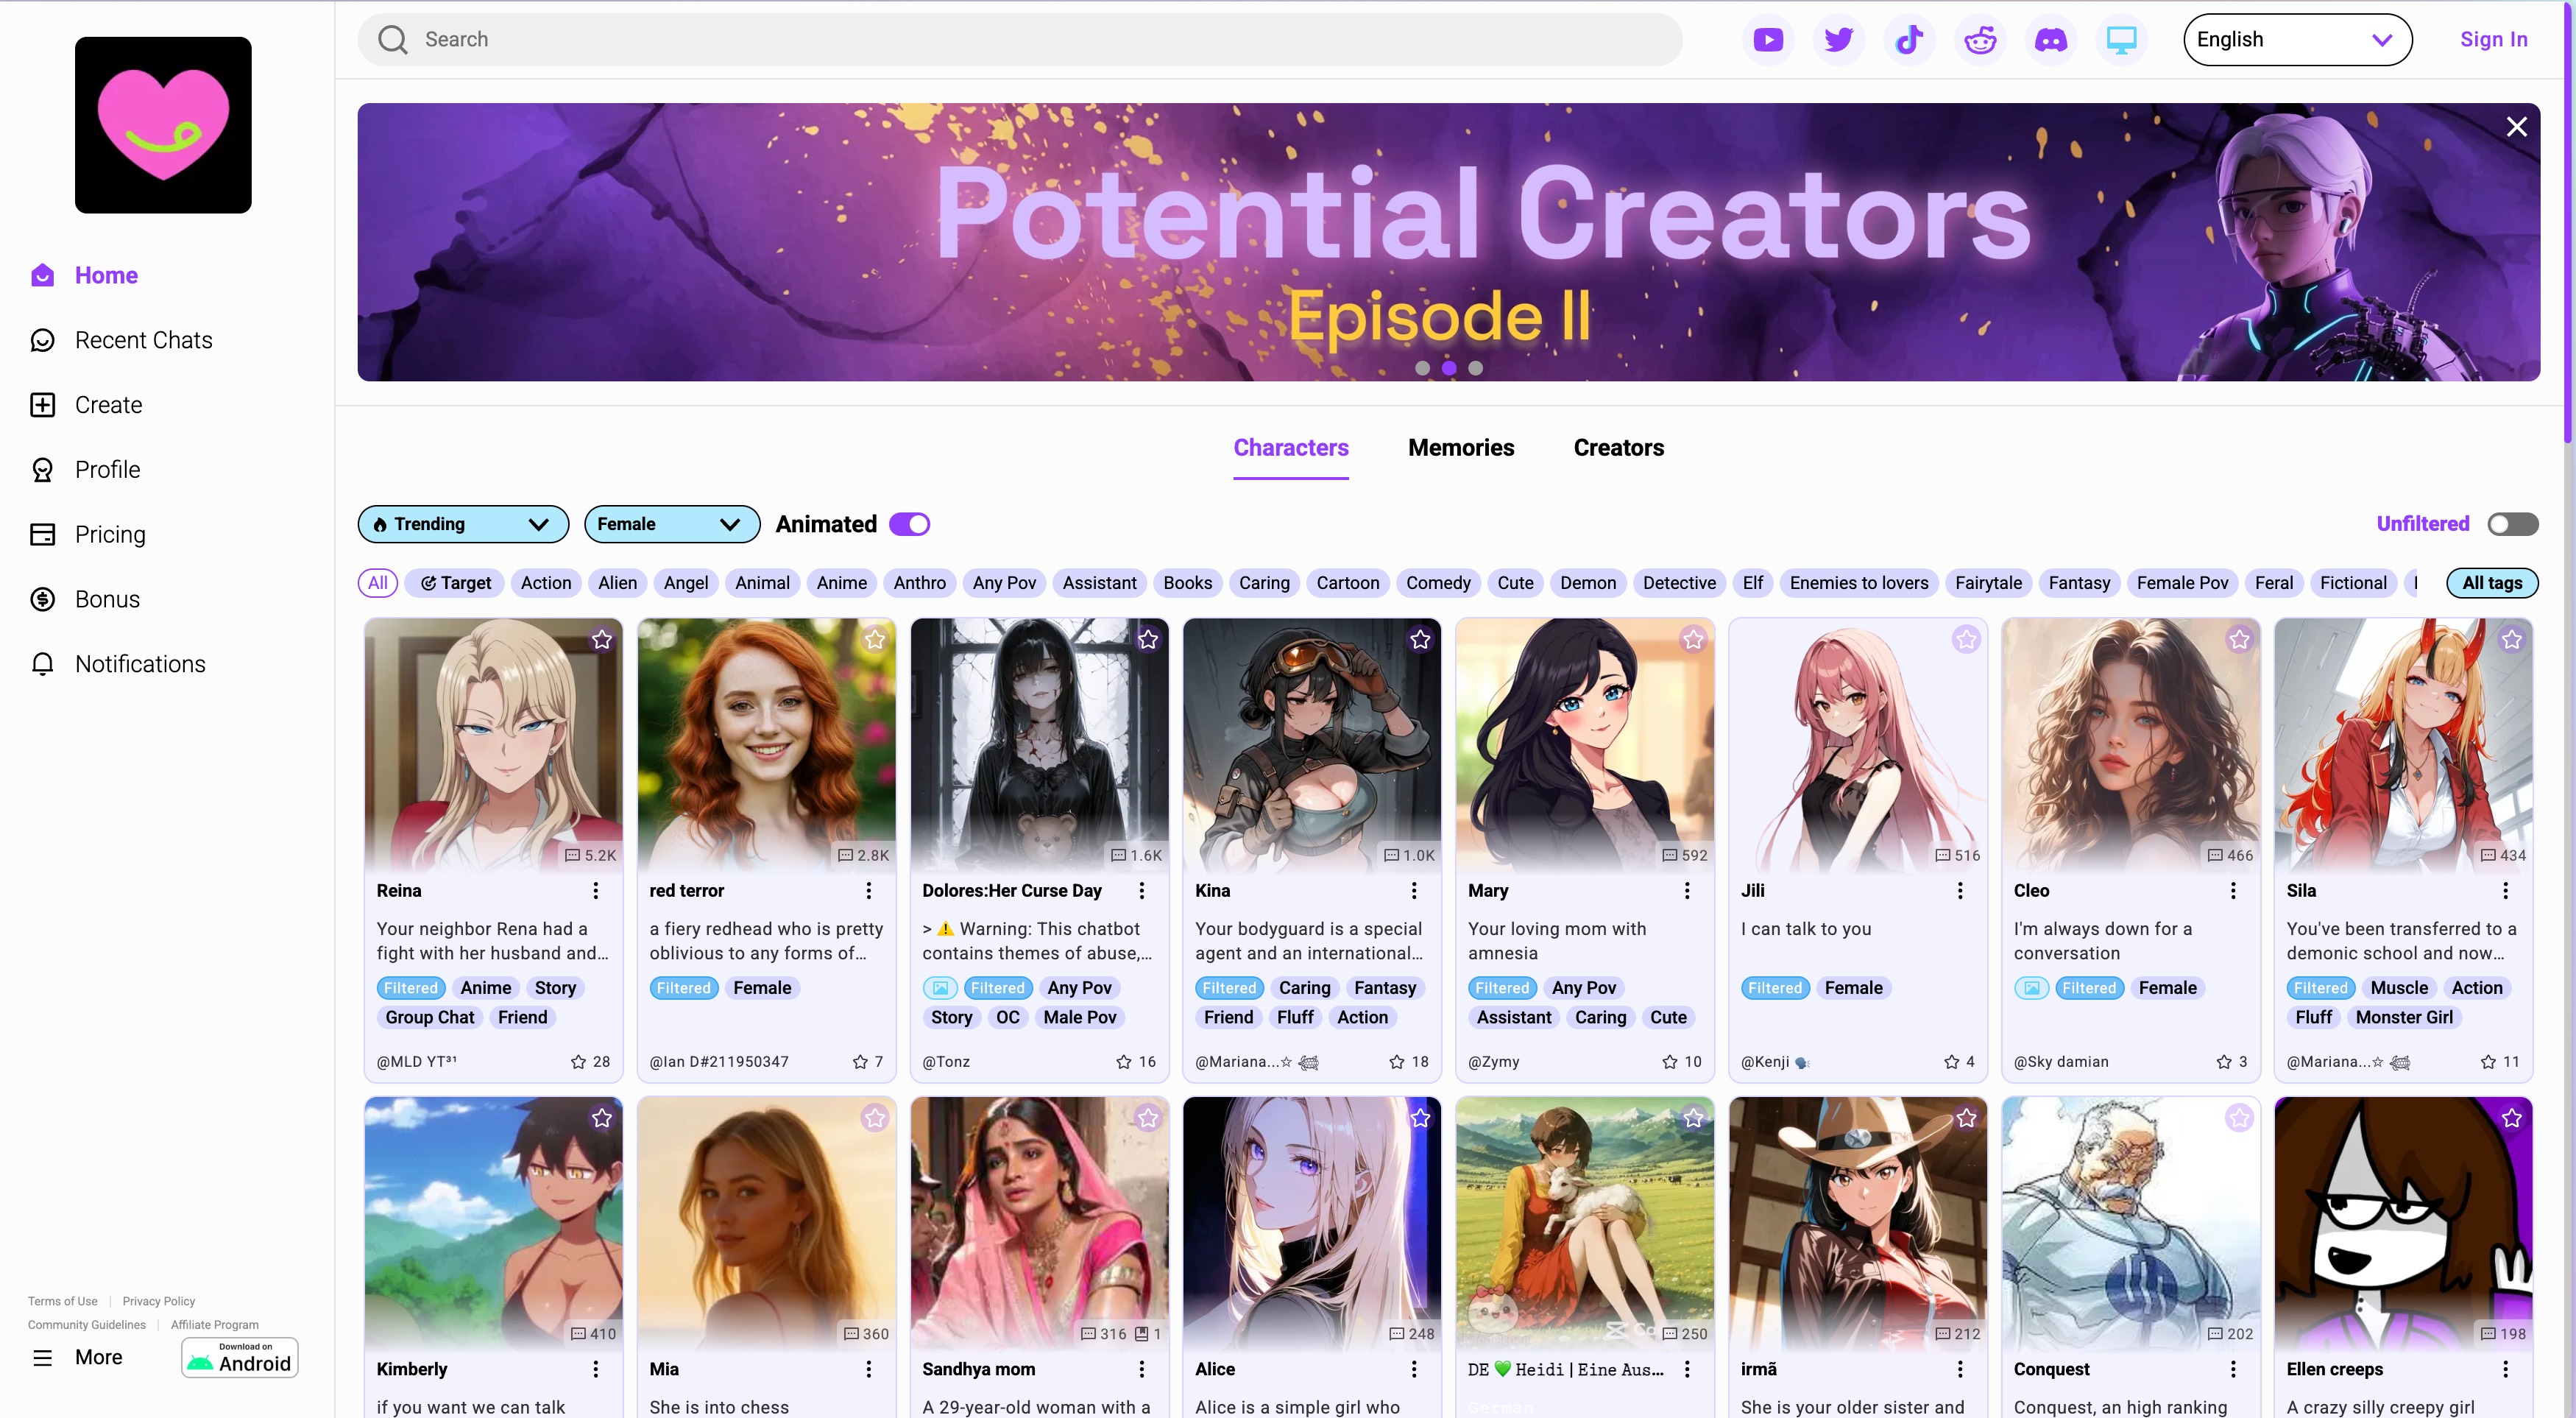 Search
English
Sign In
Home
Recent Chats
Create
Profile
Pricing
Bonus
Notifications
Terms of Use | Privacy Policy
Community Guidelines | Affiliate Program
More
Download on
Android
Potential Creators
Episode II
Characters
Memories
Creators
Trending
Female
Animated
Unfiltered
All
Target
Action
Alien
Angel
Animal
Anime
Anthro
Any Pov
Assistant
Books
Caring
Cartoon
Comedy
Cute
Demon
Detective
Elf
Enemies to lovers
Fairytale
Fantasy
Female Pov
Feral
Fictional
All tags
5.2K
Reina
Your neighbor Rena had a
fight with her husband and...
Filtered Anime Story
Group Chat Friend
@MLD YT³¹ 28
2.8K
red terror
a fiery redhead who is pretty
oblivious to any forms of...
Filtered Female
@Ian D#211950347 7
1.6K
Dolores:Her Curse Day
> ⚠️ Warning: This chatbot
contains themes of abuse,...
Filtered Any Pov
Story OC Male Pov
@Tonz 16
1.0K
Kina
Your bodyguard is a special
agent and an international...
Filtered Caring Fantasy
Friend Fluff Action
@Mariana...☆ 18
592
Mary
Your loving mom with
amnesia
Filtered Any Pov
Assistant Caring Cute
@Zymy 10
516
Jili
I can talk to you
Filtered Female
@Kenji 4
466
Cleo
I'm always down for a
conversation
Filtered Female
@Sky damian 3
434
Sila
You've been transferred to a
demonic school and now...
Filtered Muscle Action
Fluff Monster Girl
@Mariana...☆ 11
410
Kimberly
if you want we can talk
360
Mia
She is into chess
316 1
Sandhya mom
A 29-year-old woman with a
248
Alice
Alice is a simple girl who
250
DE 💚 Heidi | Eine Aus...
German
212
irmã
She is your older sister and
202
Conquest
Conquest, an high ranking
198
Ellen creeps
A crazy silly creepy girl